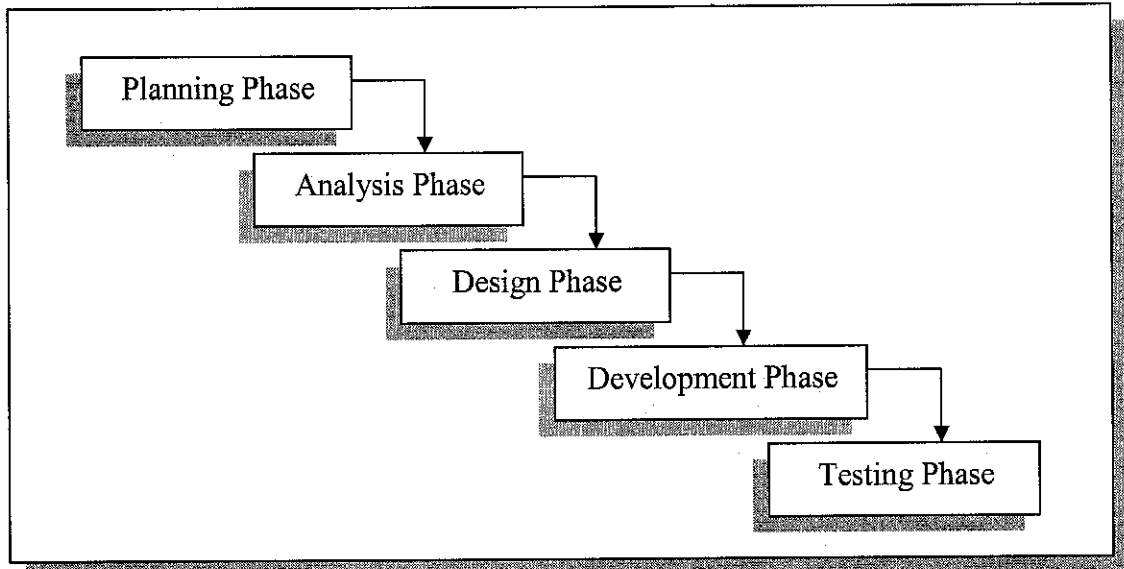 Planning Phase
Analysis Phase
Design Phase
Development Phase
Testing Phase